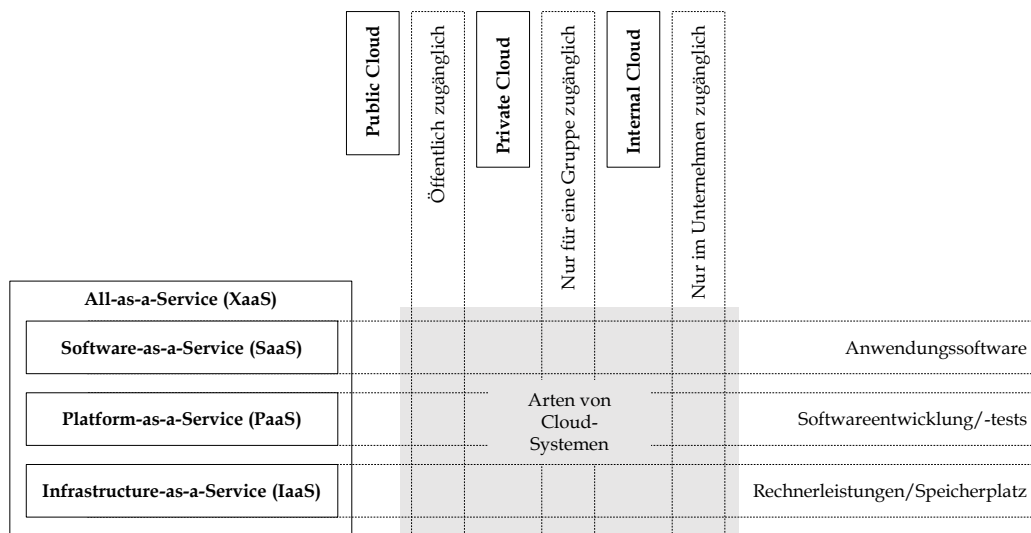 Public Cloud
Öffentlich zugänglich
Private Cloud
Nur für eine Gruppe zugänglich
Internal Cloud
Nur im Unternehmen zugänglich
All-as-a-Service (XaaS)
Software-as-a-Service (SaaS)
Anwendungssoftware
Platform-as-a-Service (PaaS)
Arten von
Cloud-
Systemen
Softwareentwicklung/-tests
Infrastructure-as-a-Service (IaaS)
Rechnerleistungen/Speicherplatz